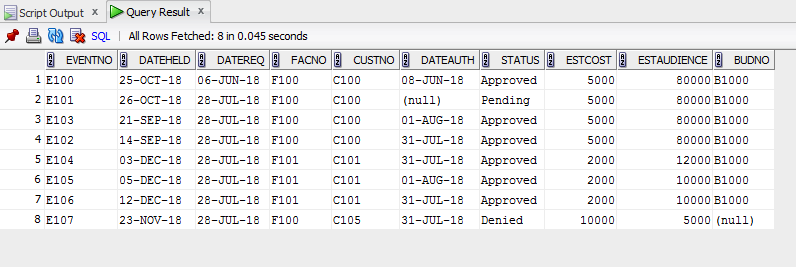 Script Output x Query Result x
SQL | All Rows Fetched: 8 in 0.045 seconds
EVENTNO DATEHELD DATEREQ FACNO CUSTNO DATEAUTH STATUS ESTCOST ESTAUDIENCE BUDNO
1 E100 25-OCT-18 06-JUN-18 F100 C100 08-JUN-18 Approved 5000 80000 B1000
2 E101 26-OCT-18 28-JUL-18 F100 C100 (null) Pending 5000 80000 B1000
3 E103 21-SEP-18 28-JUL-18 F100 C100 01-AUG-18 Approved 5000 80000 B1000
4 E102 14-SEP-18 28-JUL-18 F100 C100 31-JUL-18 Approved 5000 80000 B1000
5 E104 03-DEC-18 28-JUL-18 F101 C101 31-JUL-18 Approved 2000 12000 B1000
6 E105 05-DEC-18 28-JUL-18 F101 C101 01-AUG-18 Approved 2000 10000 B1000
7 E106 12-DEC-18 28-JUL-18 F101 C101 31-JUL-18 Approved 2000 10000 B1000
8 E107 23-NOV-18 28-JUL-18 F100 C105 31-JUL-18 Denied 10000 5000 (null)